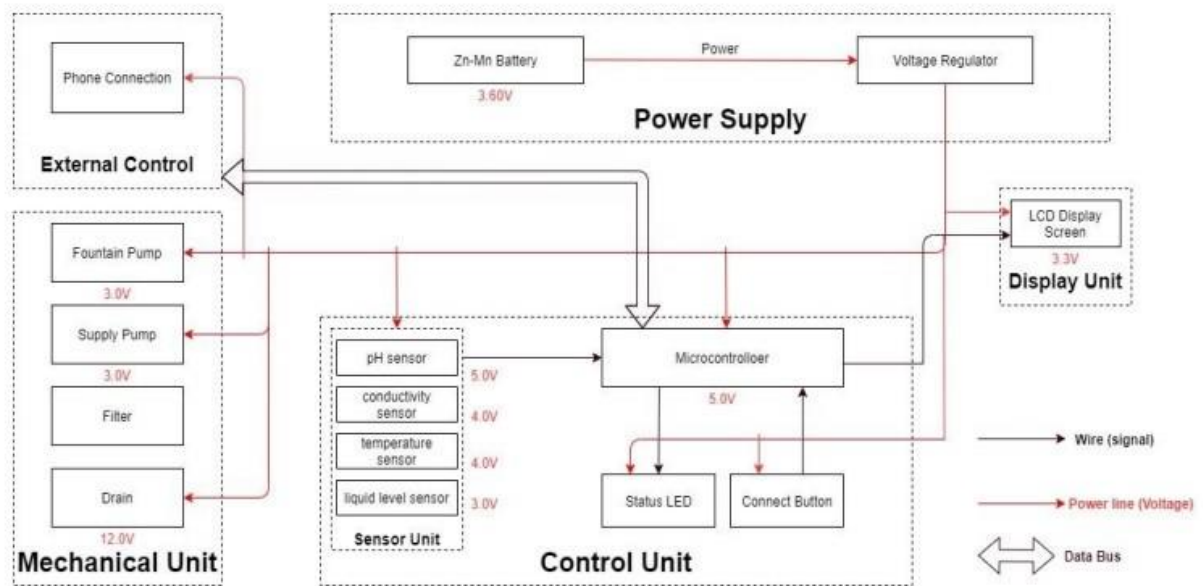 Phone Connection
External Control
Zn-Mn Battery
3.60V
Power
Voltage Regulator
Power Supply
Fountain Pump
3.0V
Supply Pump
3.0V
Filter
Drain
12.0V
Mechanical Unit
LCD Display
Screen
3.3V
Display Unit
pH sensor
5.0V
conductivity
sensor
4.0V
temperature
sensor
4.0V
liquid level sensor
3.0V
Sensor Unit
Microcontrolloer
5.0V
Status LED
Connect Button
Control Unit
Wire (signal)
Power line (Voltage)
Data Bus